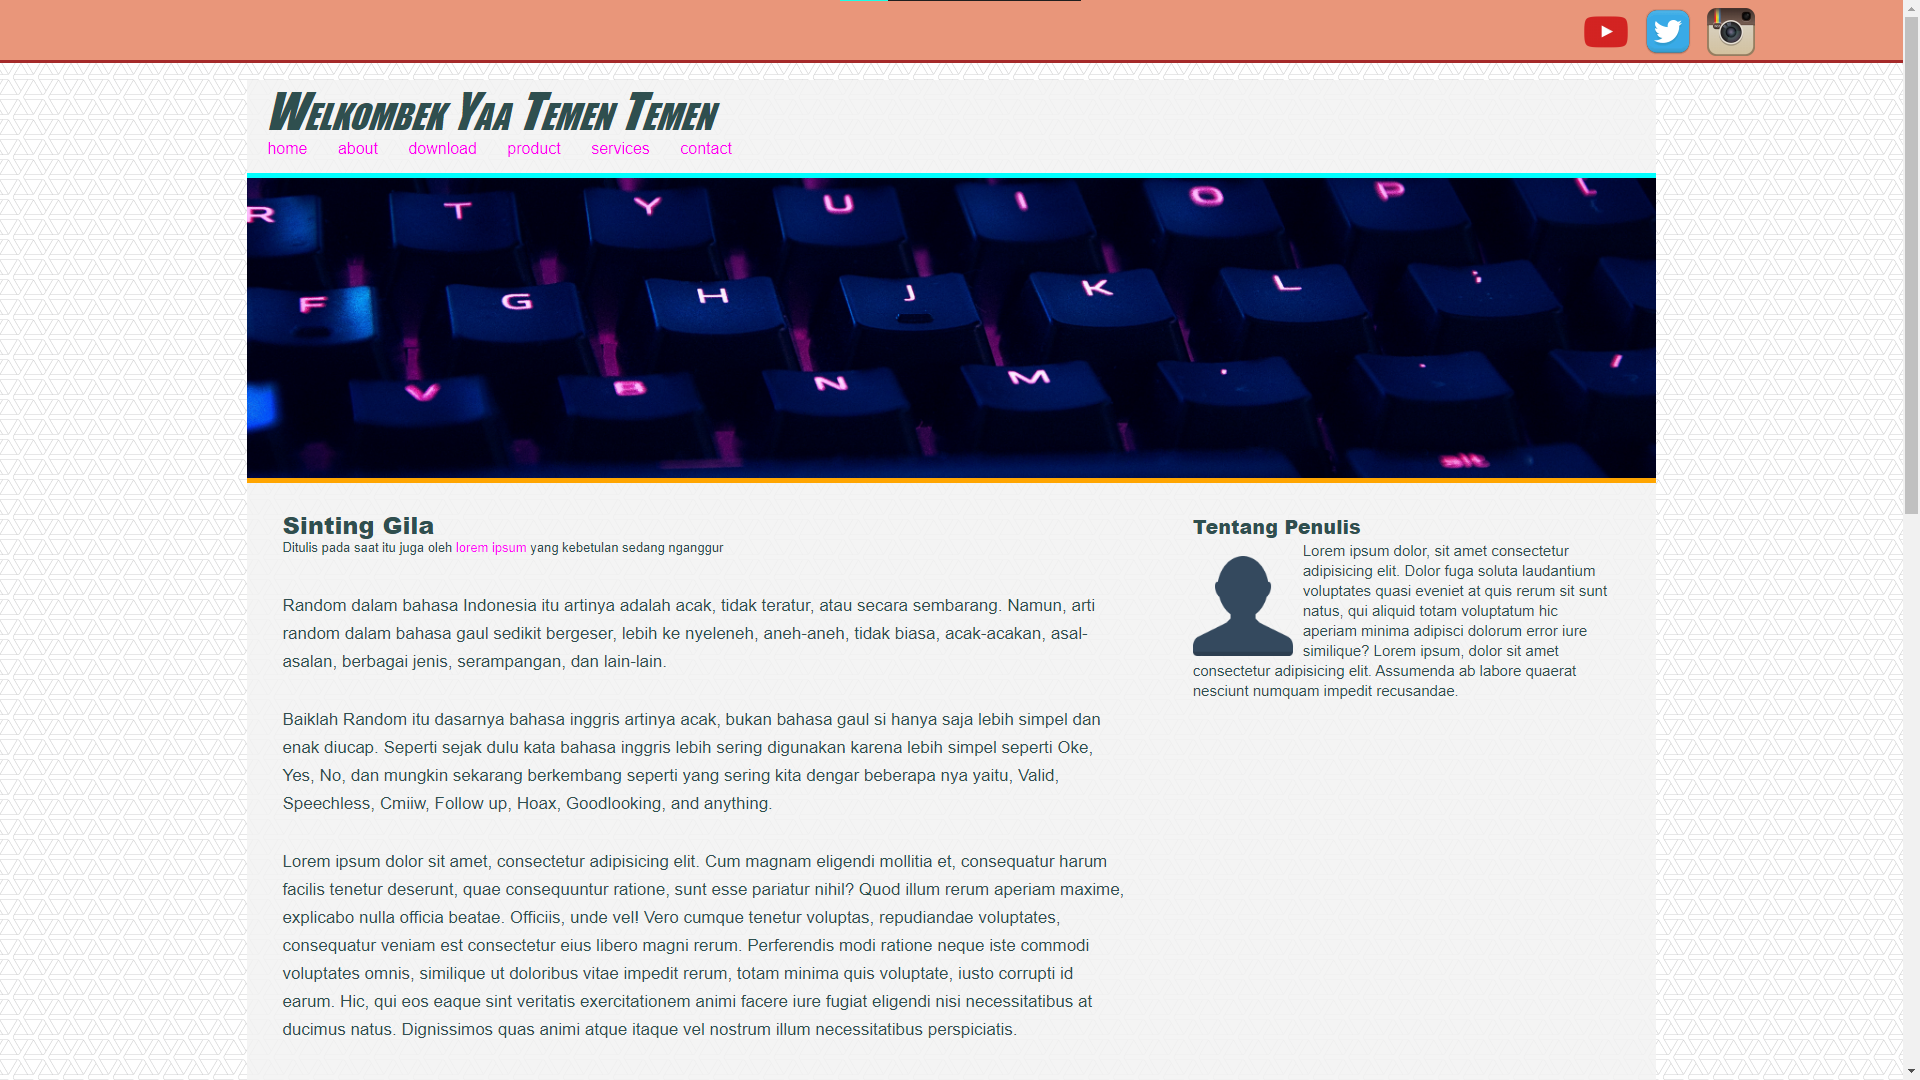 Welkombek Yaa Temen Temen
home about download product services contact
R T Y U I O P L
F G H J K L ;
V B N M , . /
alt
Sinting Gila
Ditulis pada saat itu juga oleh lorem ipsum yang kebetulan sedang nganggur
Random dalam bahasa Indonesia itu artinya adalah acak, tidak teratur, atau secara sembarang. Namun, arti
random dalam bahasa gaul sedikit bergeser, lebih ke nyeleneh, aneh-aneh, tidak biasa, acak-acakan, asal-
asalan, berbagai jenis, serampangan, dan lain-lain.
Baiklah Random itu dasarnya bahasa inggris artinya acak, bukan bahasa gaul si hanya saja lebih simpel dan
enak diucap. Seperti sejak dulu kata bahasa inggris lebih sering digunakan karena lebih simpel seperti Oke,
Yes, No, dan mungkin sekarang berkembang seperti yang sering kita dengar beberapa nya yaitu, Valid,
Speechless, Cmiiw, Follow up, Hoax, Goodlooking, and anything.
Lorem ipsum dolor sit amet, consectetur adipisicing elit. Cum magnam eligendi mollitia et, consequatur harum
facilis tenetur deserunt, quae consequuntur ratione, sunt esse pariatur nihil? Quod illum rerum aperiam maxime,
explicabo nulla officia beatae. Officiis, unde vel! Vero cumque tenetur voluptas, repudiandae voluptates,
consequatur veniam est consectetur eius libero magni rerum. Perferendis modi ratione neque iste commodi
voluptates omnis, similique ut doloribus vitae impedit rerum, totam minima quis voluptate, iusto corrupti id
earum. Hic, qui eos eaque sint veritatis exercitationem animi facere iure fugiat eligendi nisi necessitatibus at
ducimus natus. Dignissimos quas animi atque itaque vel nostrum illum necessitatibus perspiciatis.
Tentang Penulis
Lorem ipsum dolor, sit amet consectetur
adipisicing elit. Dolor fuga soluta laudantium
voluptates quasi eveniet at quis rerum sit sunt
natus, qui aliquid totam voluptatum hic
aperiam minima adipisci dolorum error iure
similique? Lorem ipsum, dolor sit amet
consectetur adipisicing elit. Assumenda ab labore quaerat
nesciunt numquam impedit recusandae.